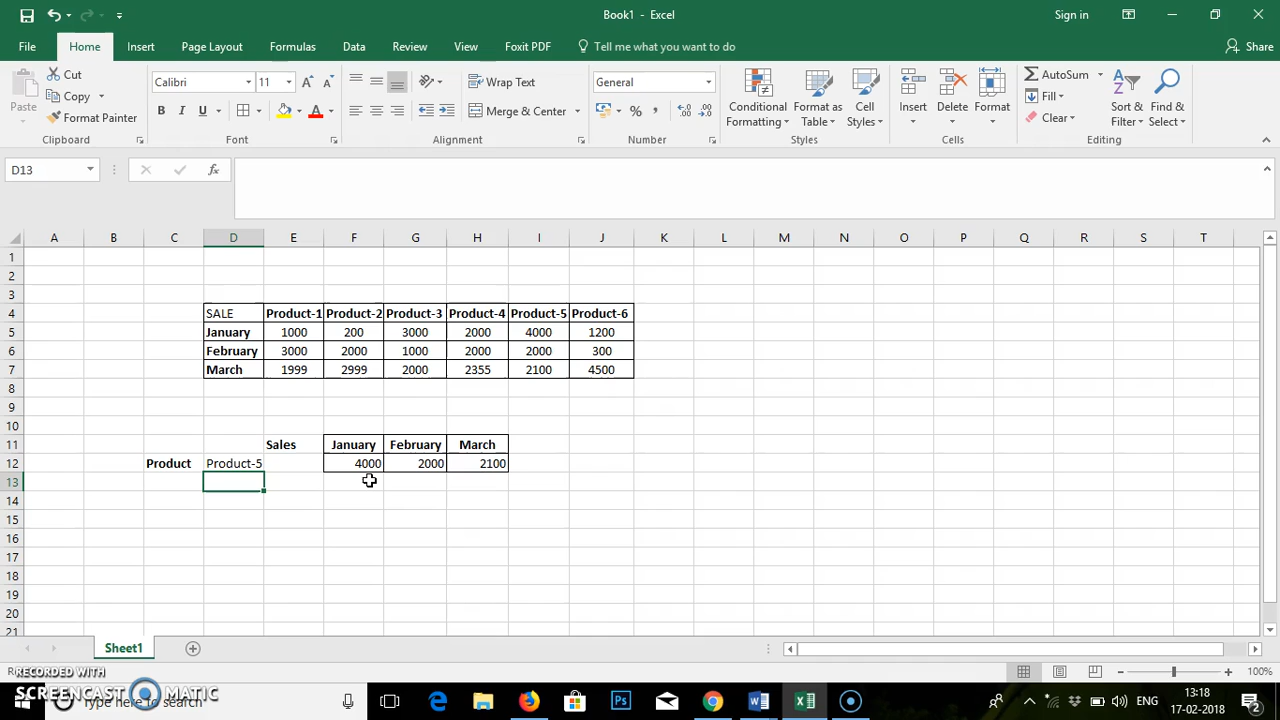 Book1 - Excel
Sign in
File Home Insert Page Layout Formulas Data Review View Foxit PDF Tell me what you want to do Share
Paste Cut Copy Format Painter
Calibri 11
B I U A
Wrap Text
Merge & Center
General
% ,
Conditional Formatting Format as Table Cell Styles
Insert Delete Format
AutoSum Fill Clear
Sort & Filter Find & Select
Clipboard Font Alignment Number Styles Cells Editing
D13 fx
A B C D E F G H I J K L M N O P Q R S T
1
2
3
4 SALE Product-1 Product-2 Product-3 Product-4 Product-5 Product-6
5 January 1000 200 3000 2000 4000 1200
6 February 3000 2000 1000 2000 2000 300
7 March 1999 2999 2000 2355 2100 4500
8
9
10
11 Sales January February March
12 Product Product-5 4000 2000 2100
13
14
15
16
17
18
19
20
21
Sheet1
100%
RECORDED WITH
SCREENCAST MATIC
Type here to search
ENG
13:18
17-02-2018
2